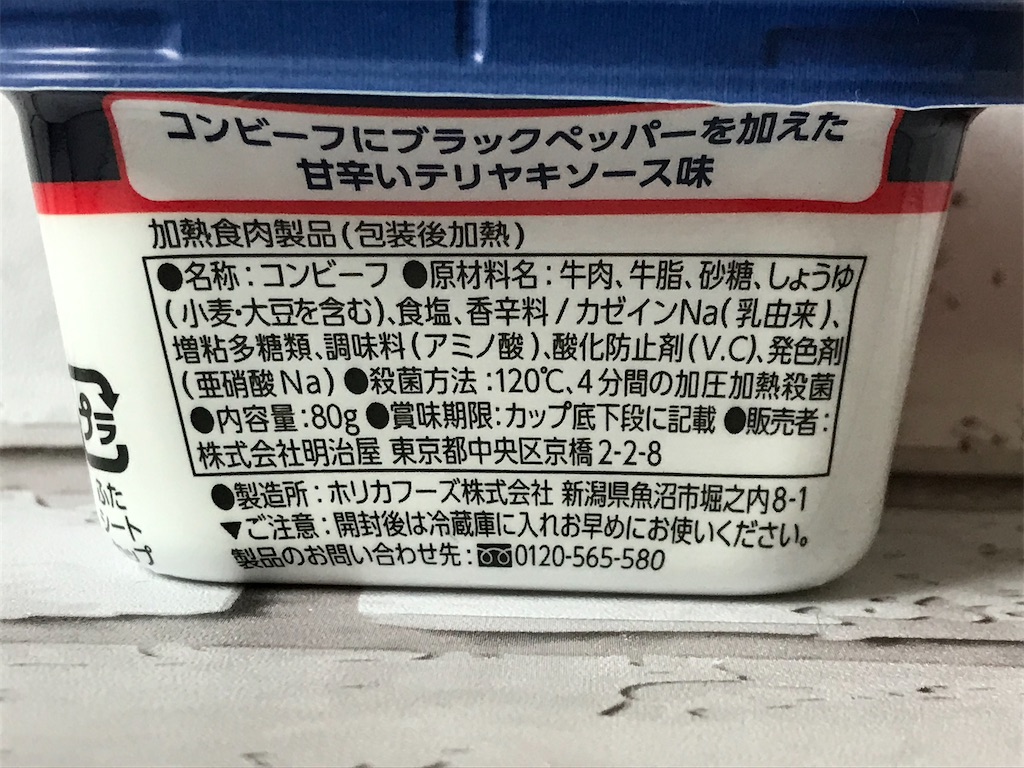 コンビーフにブラックペッパーを加えた
甘辛いテリヤキソース味
加熱食肉製品(包装後加熱)
●名称:コンビーフ ●原材料名:牛肉、牛脂、砂糖、しょうゆ
(小麦・大豆を含む)、食塩、香辛料/カゼインNa(乳由来)、
増粘多糖類、調味料(アミノ酸)、酸化防止剤(V.C)、発色剤
(亜硝酸Na) ●殺菌方法:120℃、4分間の加圧加熱殺菌
●内容量:80g ●賞味期限:カップ底下段に記載 ●販売者:
株式会社明治屋 東京都中央区京橋2-2-8
●製造所:ホリカフーズ株式会社 新潟県魚沼市堀之内8-1
▼ご注意:開封後は冷蔵庫に入れお早めにお使いください。
製品のお問い合わせ先:0120-565-580
プラ
ふた
シート